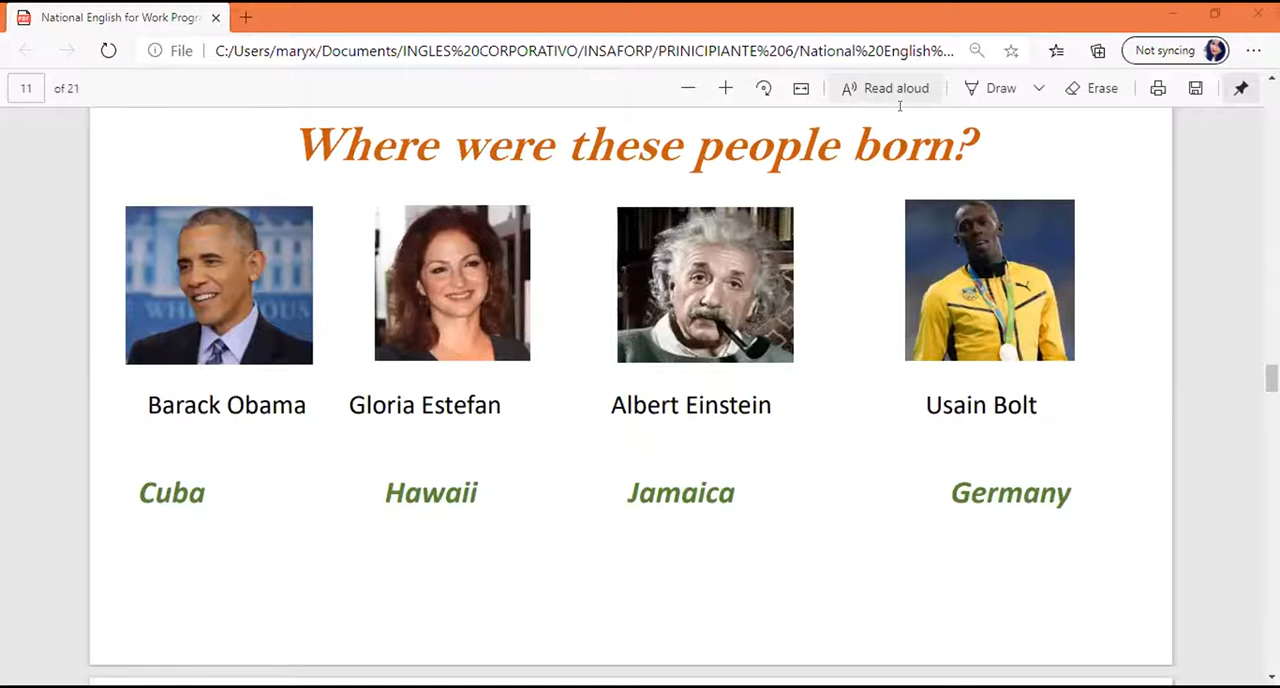 National English for Work Progra
File
C:/Users/maryx/Documents/INGLES%20CORPORATIVO/INSAFORP/PRINICIPIANTE%206/National%20English%...
Not syncing
11 of 21
Read aloud
Draw
Erase
Where were these people born?
Barack Obama Gloria Estefan Albert Einstein Usain Bolt
Cuba Hawaii Jamaica Germany